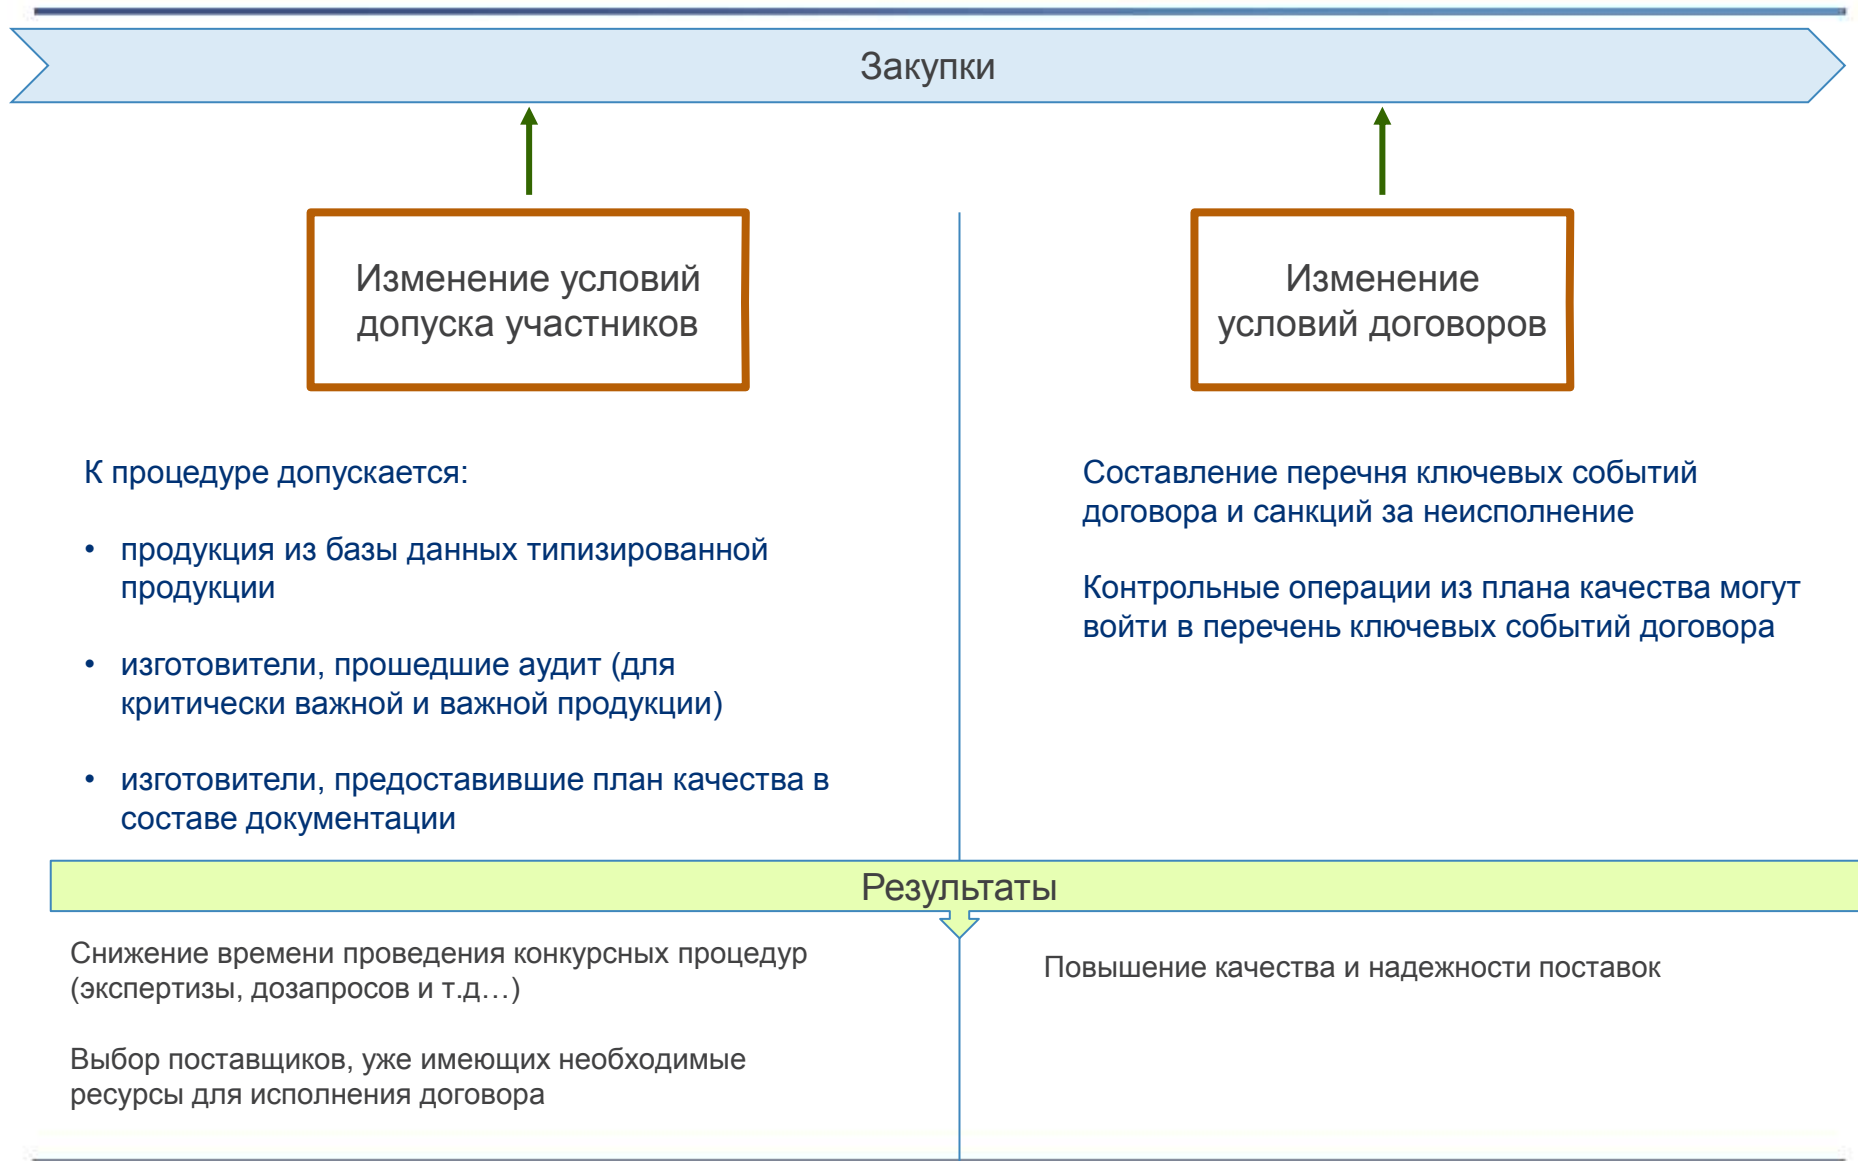 Закупки
Изменение условий
допуска участников
К процедуре допускается:
• продукция из базы данных типизированной
продукции
• изготовители, прошедшие аудит (для
критически важной и важной продукции)
• изготовители, предоставившие план качества в
составе документации
Изменение
условий договоров
Составление перечня ключевых событий
договора и санкций за неисполнение
Контрольные операции из плана качества могут
войти в перечень ключевых событий договора
Результаты
Снижение времени проведения конкурсных процедур
(экспертизы, дозапросов и т.д…)
Выбор поставщиков, уже имеющих необходимые
ресурсы для исполнения договора
Повышение качества и надежности поставок